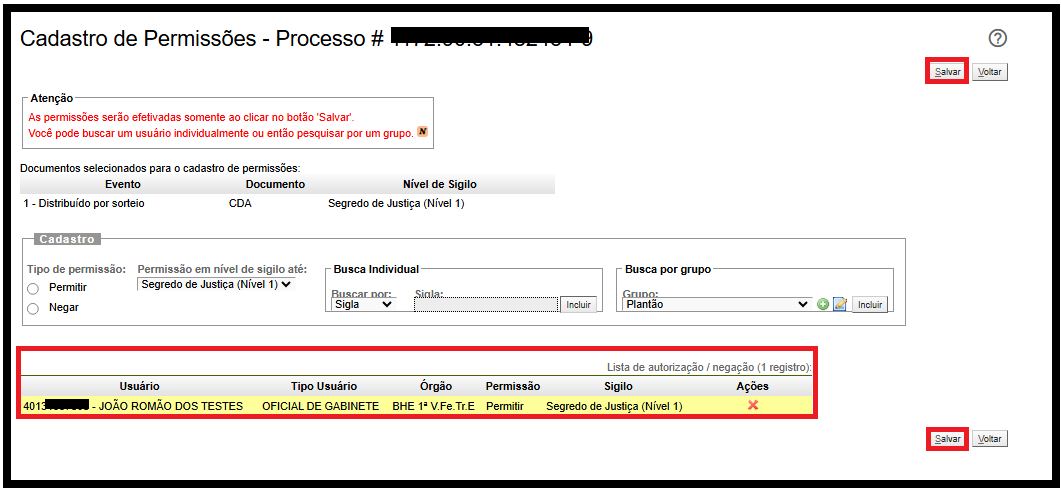 Cadastro de Permissões - Processo #
Salvar Voltar
Atenção
As permissões serão efetivadas somente ao clicar no botão 'Salvar'.
Você pode buscar um usuário individualmente ou então pesquisar por um grupo. N
Documentos selecionados para o cadastro de permissões:
Evento Documento Nível de Sigilo
1 - Distribuído por sorteio CDA Segredo de Justiça (Nível 1)
Cadastro
Tipo de permissão: Permissão em nível de sigilo até: Busca Individual Busca por grupo
Permitir Segredo de Justiça (Nível 1) Buscar por: Sigla: Grupo:
Negar Sigla Incluir Plantão Incluir
Lista de autorização / negação (1 registro):
Usuário Tipo Usuário Órgão Permissão Sigilo Ações
4013 - JOÃO ROMÃO DOS TESTES OFICIAL DE GABINETE BHE 1ª V.Fe.Tr.E Permitir Segredo de Justiça (Nível 1)
Salvar Voltar